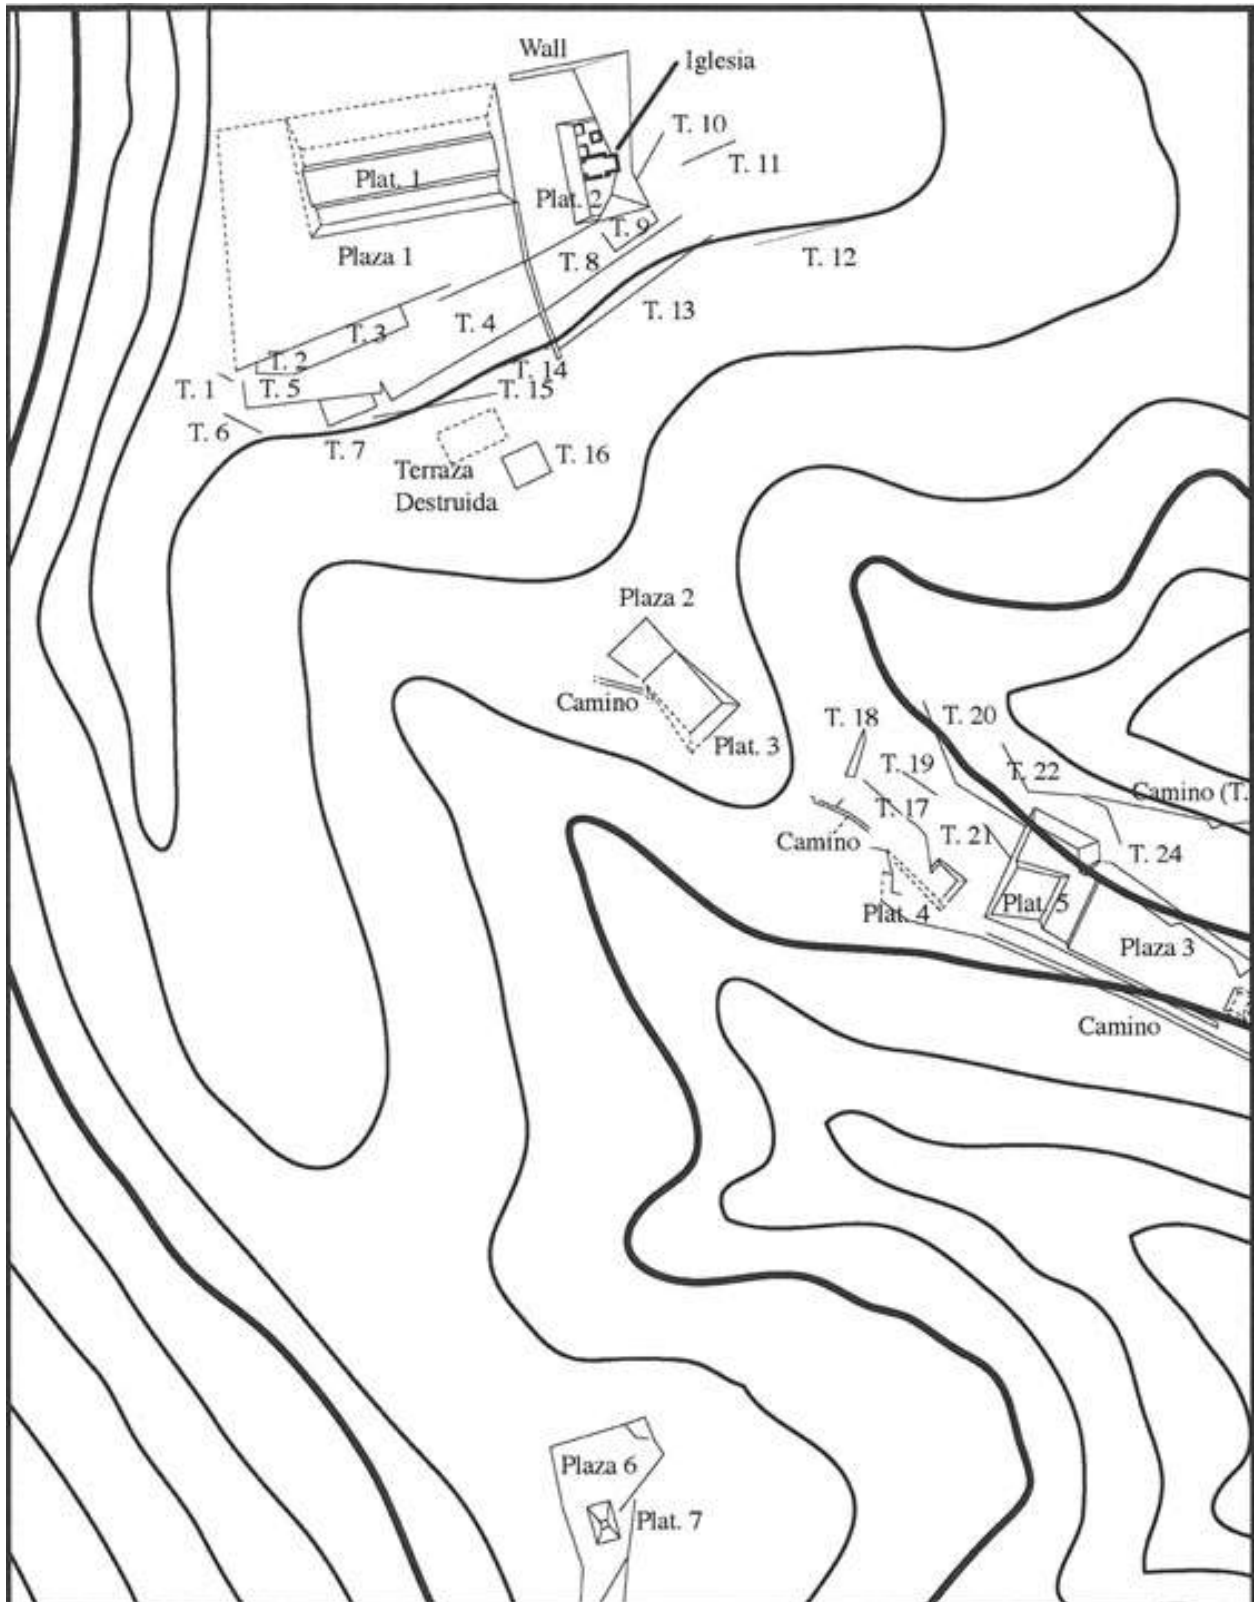 Wall
Iglesia
T. 10
T. 11
Plat. 1
Plat. 2
T. 9
Plaza 1
T. 8
T. 12
T. 13
T. 4
T. 3
T. 2
T. 14
T. 1
T. 5
T. 15
T. 6
T. 7
T. 16
Terraza
Destruida
Plaza 2
Camino
Plat. 3
T. 18
T. 20
T. 19
T. 22
Camino (T.
T. 17
Camino
T. 21
T. 24
Plat. 4
Plat. 5
Plaza 3
Camino
Plaza 6
Plat. 7